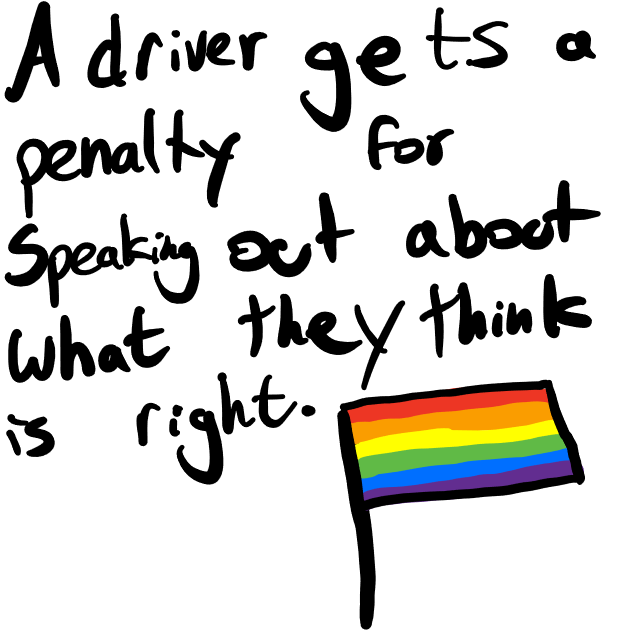 A driver gets a
penalty for
speaking out about
what they think
is right.